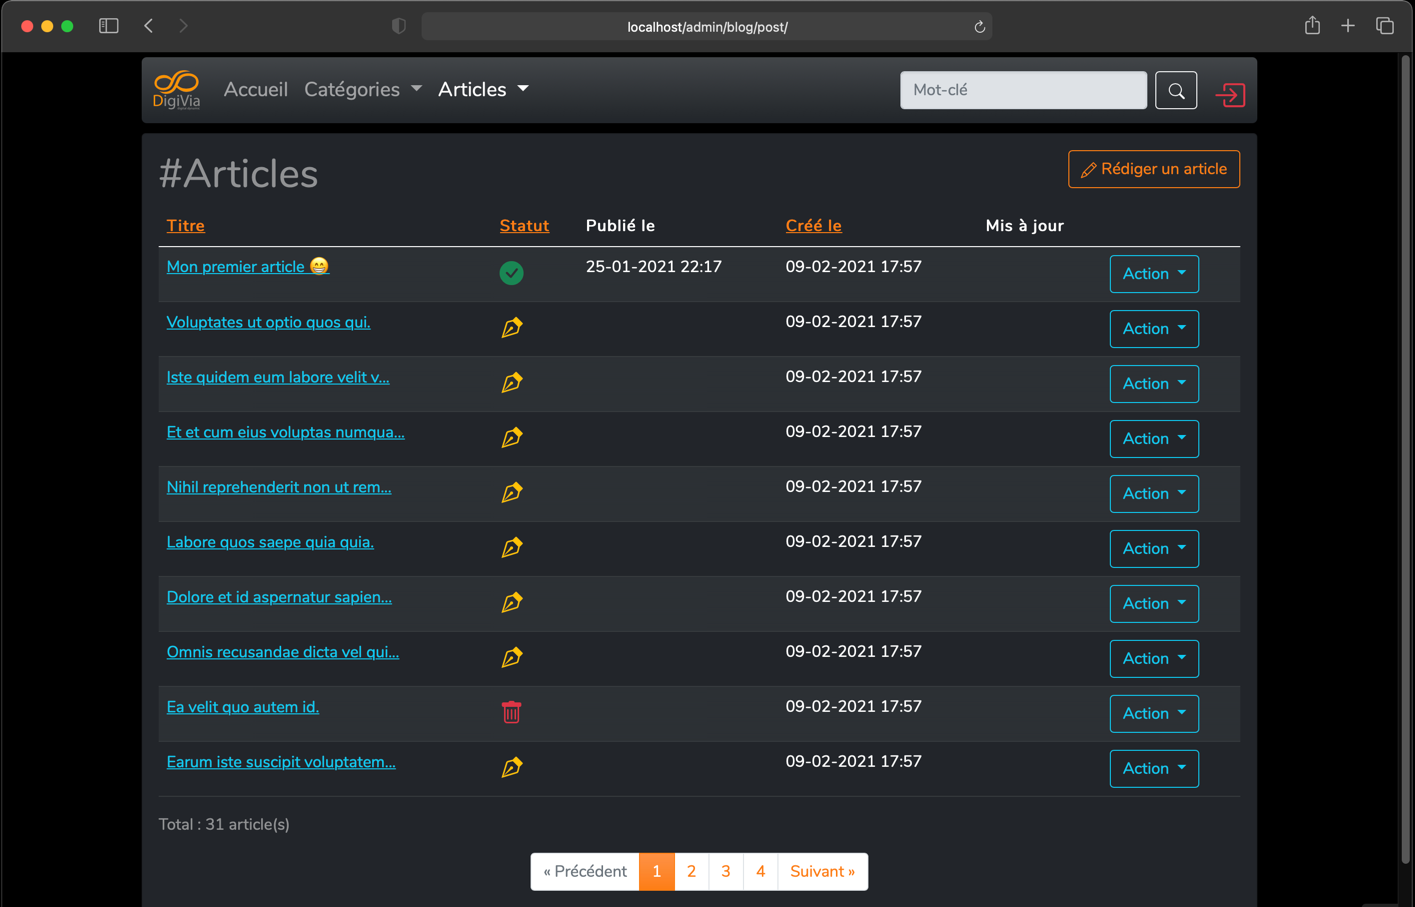 localhost/admin/blog/post/
DigiVia
Accueil Catégories Articles
Mot-clé
#Articles
Rédiger un article
Titre Statut Publié le Créé le Mis à jour
Mon premier article 😁 25-01-2021 22:17 09-02-2021 17:57 Action
Voluptates ut optio quos qui. 09-02-2021 17:57 Action
Iste quidem eum labore velit v... 09-02-2021 17:57 Action
Et et cum eius voluptas numqua... 09-02-2021 17:57 Action
Nihil reprehenderit non ut rem... 09-02-2021 17:57 Action
Labore quos saepe quia quia. 09-02-2021 17:57 Action
Dolore et id aspernatur sapien... 09-02-2021 17:57 Action
Omnis recusandae dicta vel qui... 09-02-2021 17:57 Action
Ea velit quo autem id. 09-02-2021 17:57 Action
Earum iste suscipit voluptatem... 09-02-2021 17:57 Action
Total : 31 article(s)
« Précédent 1 2 3 4 Suivant »